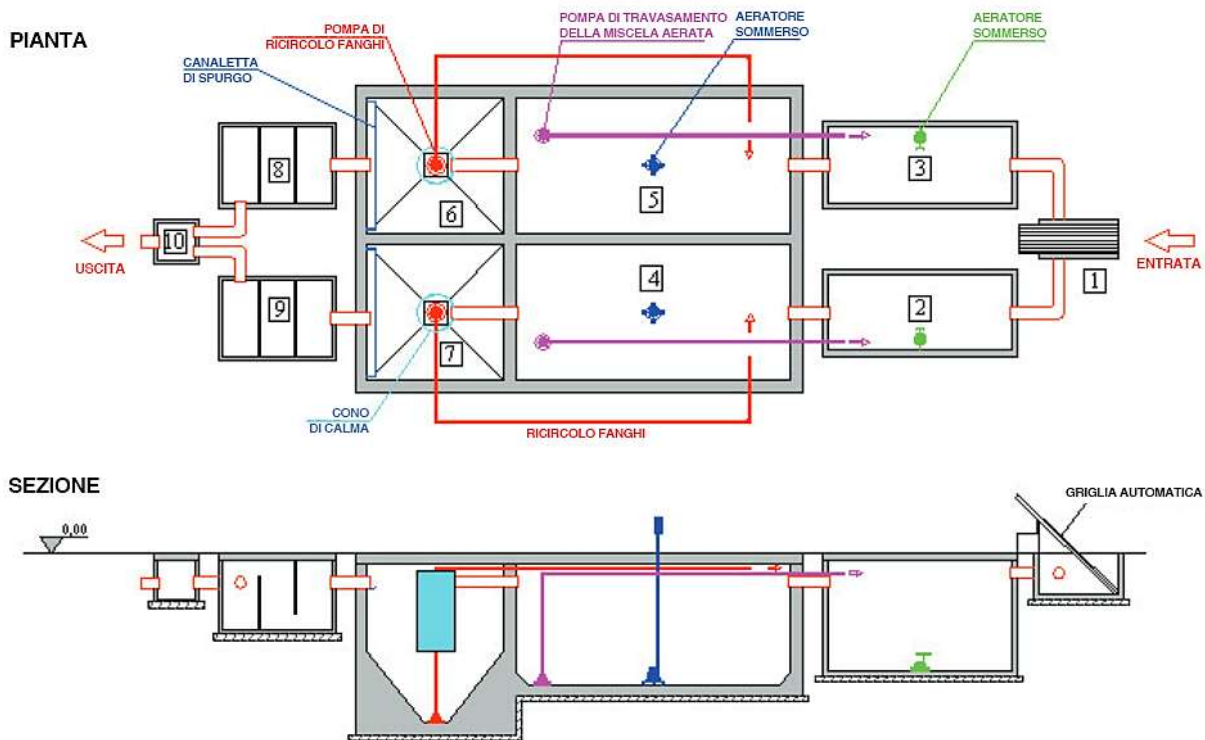 PIANTA
POMPA DI
RICIRCOLO FANGHI
POMPA DI TRAVASAMENTO
DELLA MISCELA AERATA
AERATORE
SOMMERSO
AERATORE
SOMMERSO
CANALETTA
DI SPURGO
8
6
5
3
10
USCITA
ENTRATA
1
9
7
4
2
CONO
DI CALMA
RICIRCOLO FANGHI
SEZIONE
GRIGLIA AUTOMATICA
0,00